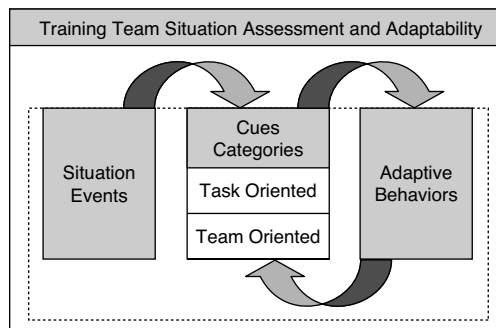 Training Team Situation Assessment and Adaptability
Situation
Events
Cues
Categories
Task Oriented
Team Oriented
Adaptive
Behaviors